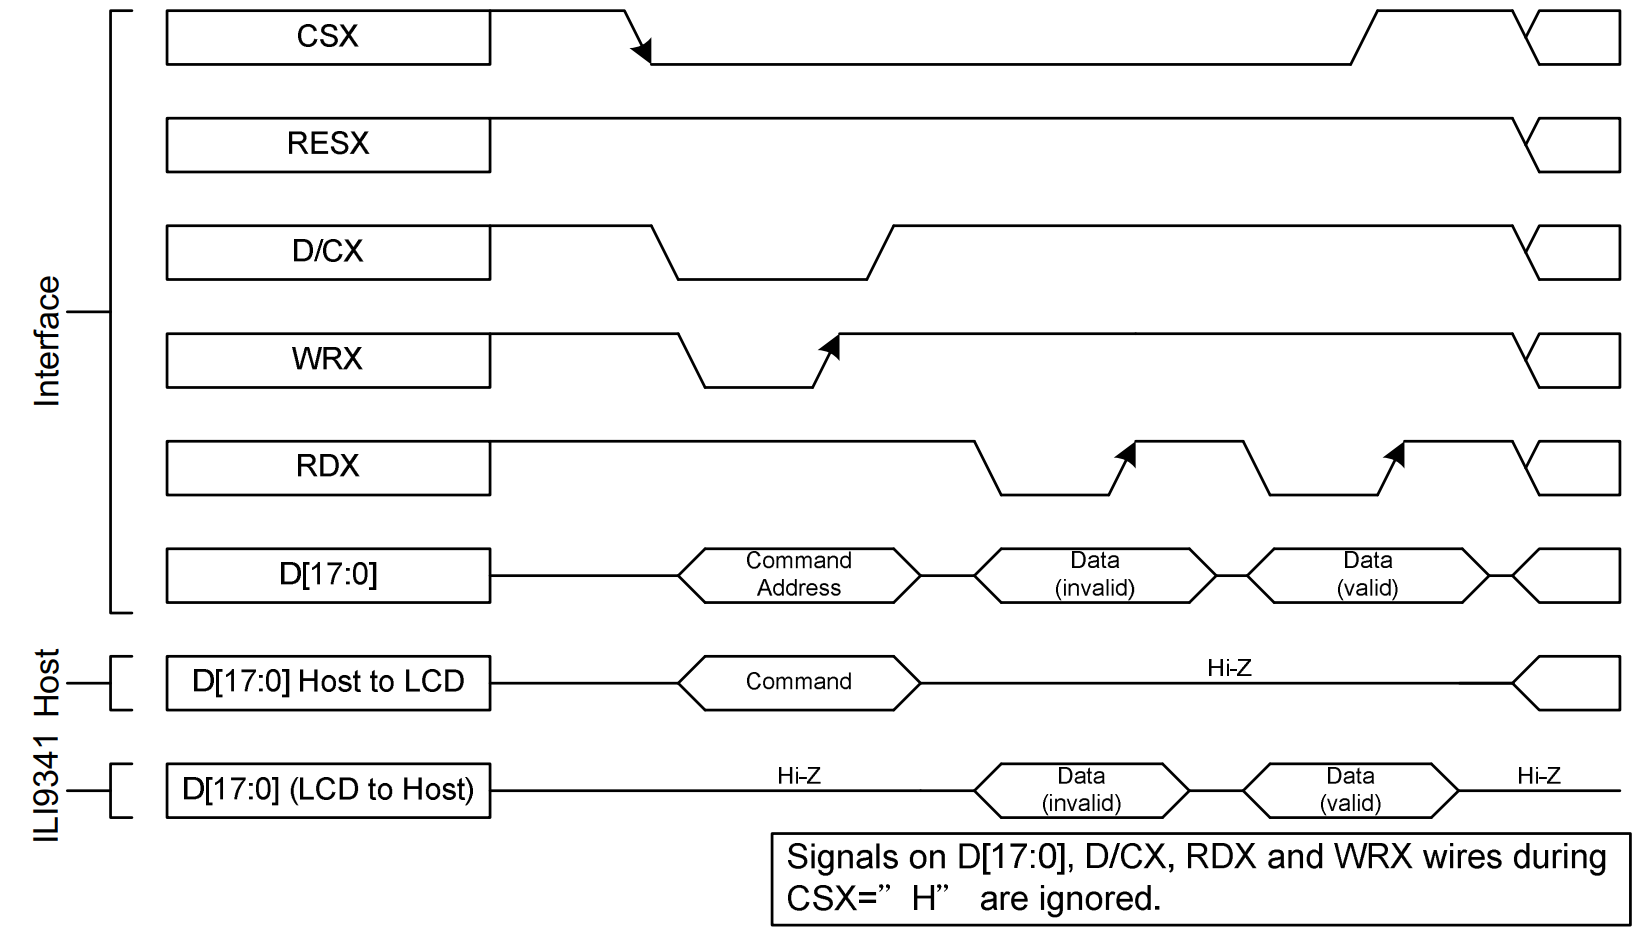 Interface
CSX
RESX
D/CX
WRX
RDX
D[17:0]
Command
Address
Data
(invalid)
Data
(valid)
Host
D[17:0] Host to LCD
Command
Hi-Z
ILI9341
D[17:0] (LCD to Host)
Hi-Z
Data
(invalid)
Data
(valid)
Hi-Z
Signals on D[17:0], D/CX, RDX and WRX wires during
CSX=” H” are ignored.